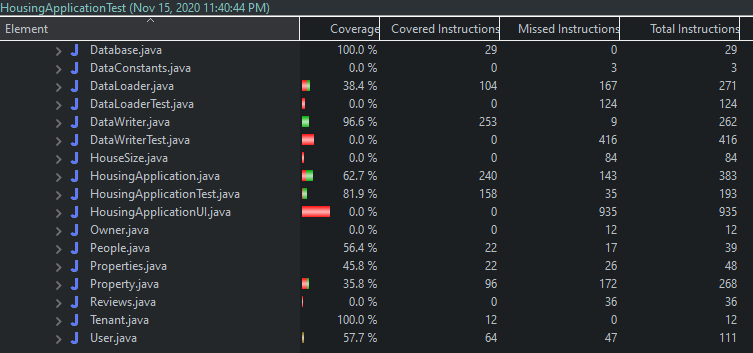 HousingApplicationTest (Nov 15, 2020 11:40:44 PM)
Element Coverage Covered Instructions Missed Instructions Total Instructions
Database.java 100.0 % 29 0 29
DataConstants.java 0.0 % 0 3 3
DataLoader.java 38.4 % 104 167 271
DataLoaderTest.java 0.0 % 0 124 124
DataWriter.java 96.6 % 253 9 262
DataWriterTest.java 0.0 % 0 416 416
HouseSize.java 0.0 % 0 84 84
HousingApplication.java 62.7 % 240 143 383
HousingApplicationTest.java 81.9 % 158 35 193
HousingApplicationUI.java 0.0 % 0 935 935
Owner.java 0.0 % 0 12 12
People.java 56.4 % 22 17 39
Properties.java 45.8 % 22 26 48
Property.java 35.8 % 96 172 268
Reviews.java 0.0 % 0 36 36
Tenant.java 100.0 % 12 0 12
User.java 57.7 % 64 47 111